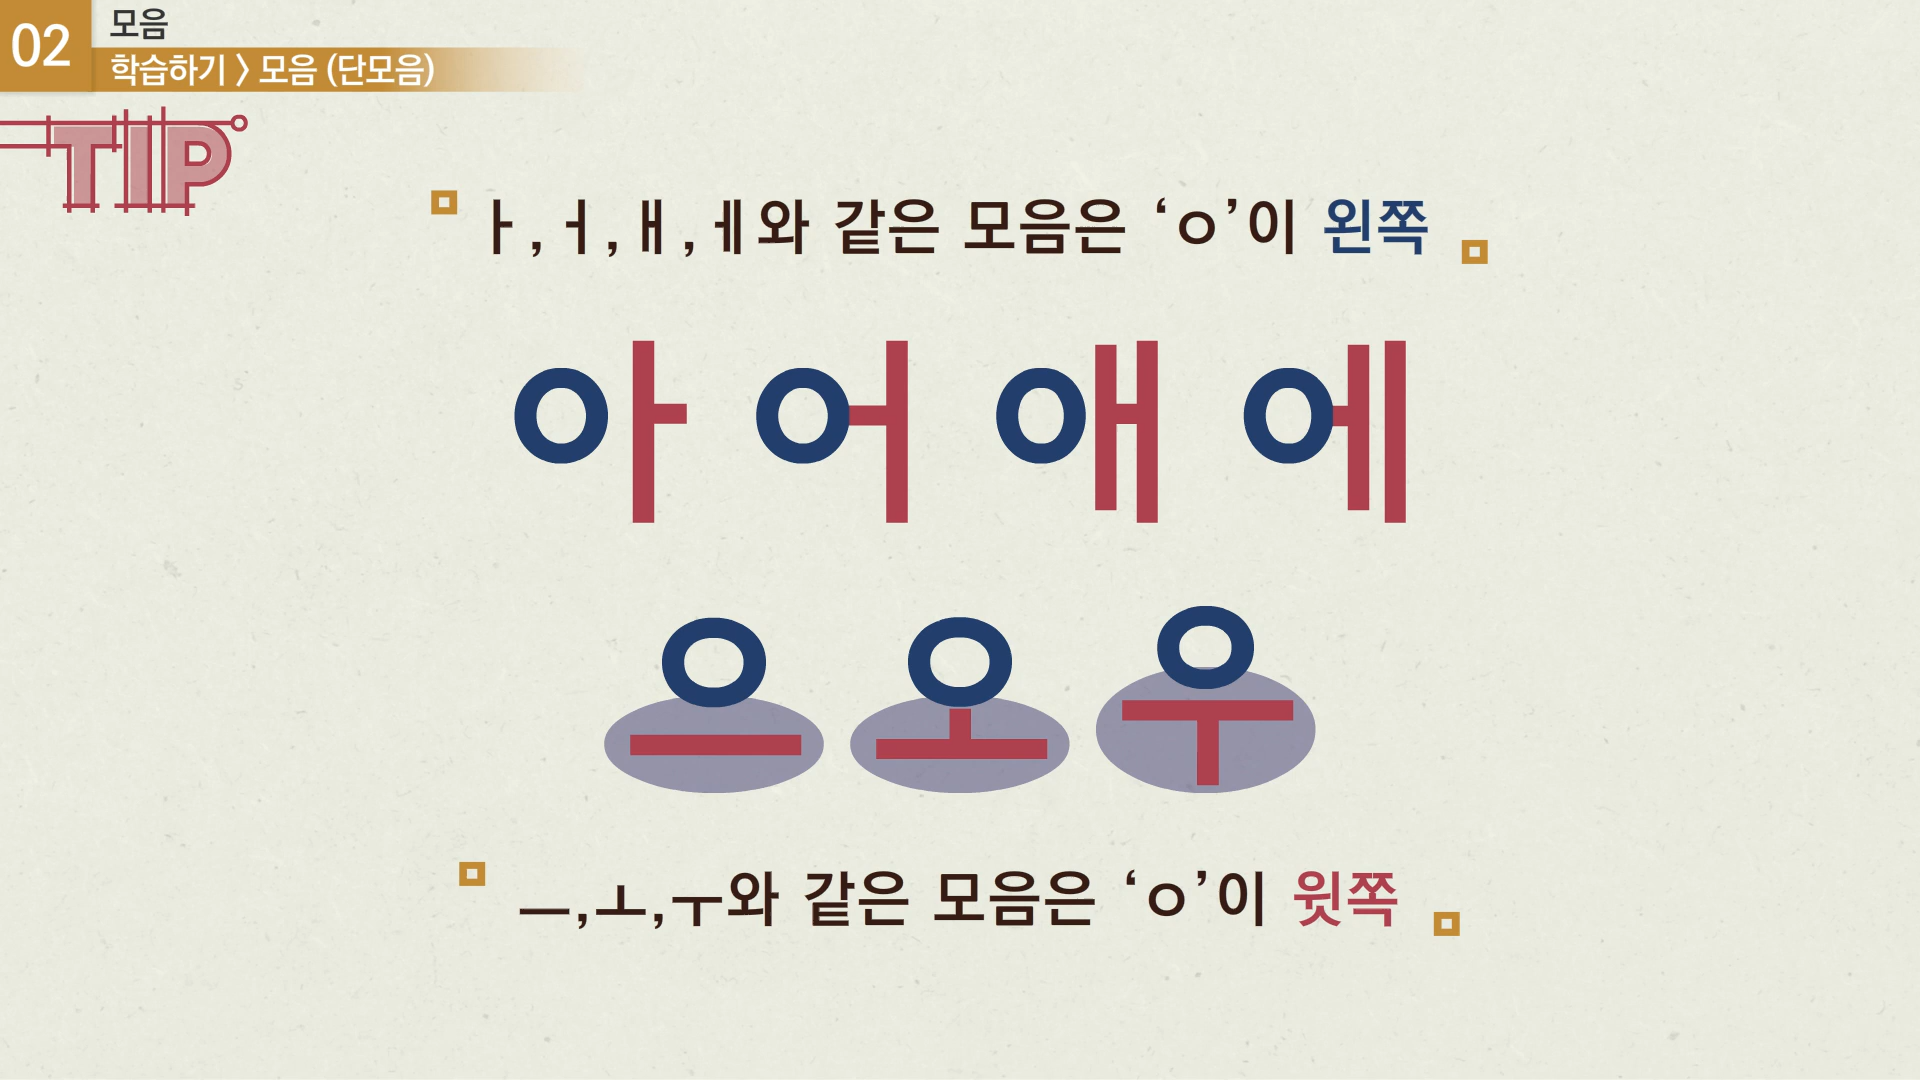 02
모음
학습하기 > 모음 (단모음)
TIP
ㅏ, ㅓ, ㅐ, ㅔ와 같은 모음은 ‘ㅇ’이 왼쪽
아 어 애 에
으 오 우
ㅡ,ㅗ,ㅜ와 같은 모음은 ‘ㅇ’이 윗쪽